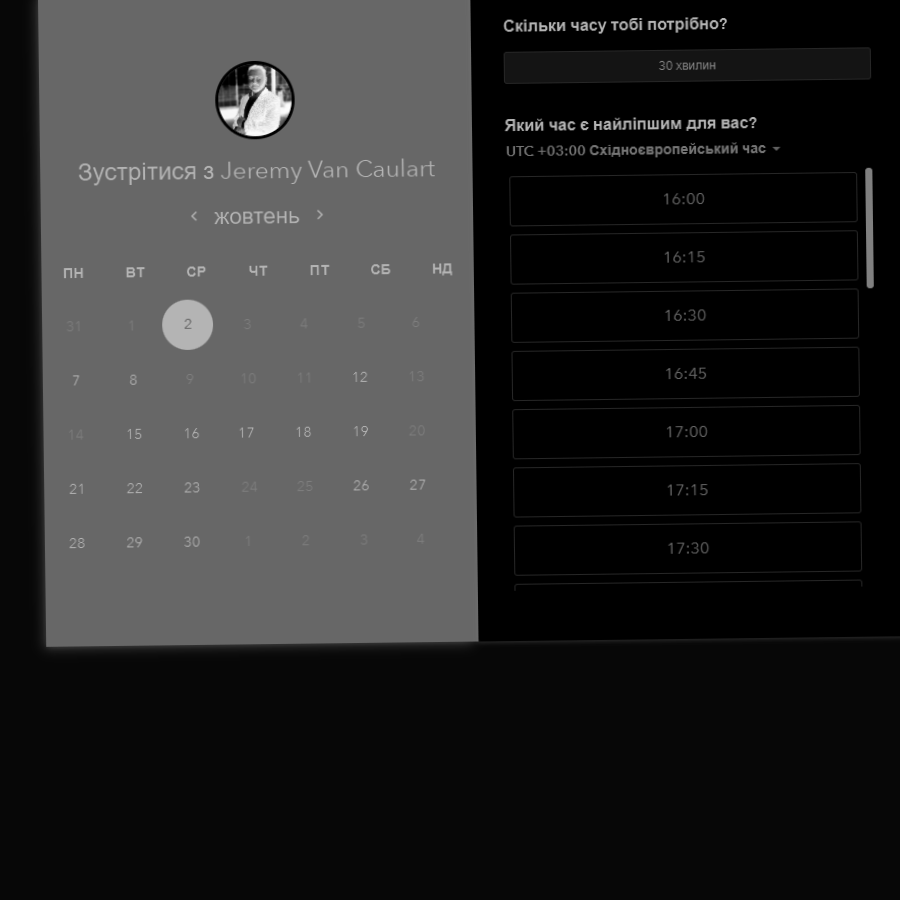 Зустрітися з Jeremy Van Caulart
жовтень
ПН ВТ СР ЧТ ПТ СБ НД
31 1 2 3 4 5 6
7 8 9 10 11 12 13
14 15 16 17 18 19 20
21 22 23 24 25 26 27
28 29 30 1 2 3 4
Скільки часу тобі потрібно?
30 хвилин
Який час є найліпшим для вас?
UTC +03:00 Східноєвропейський час
16:00
16:15
16:30
16:45
17:00
17:15
17:30